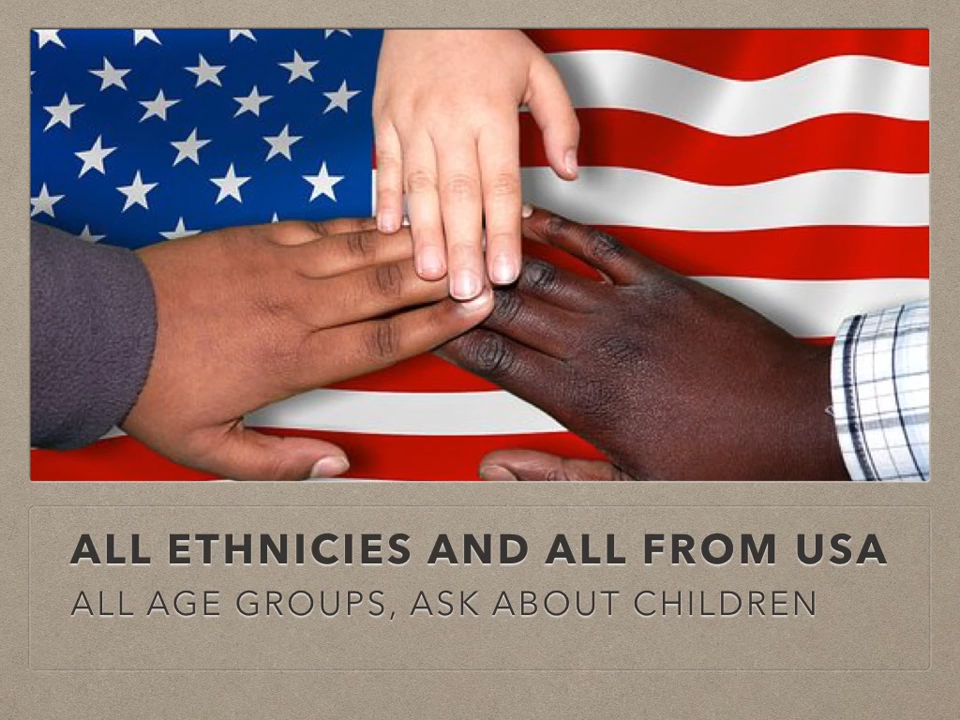 ALL ETHNICIES AND ALL FROM USA
ALL AGE GROUPS, ASK ABOUT CHILDREN